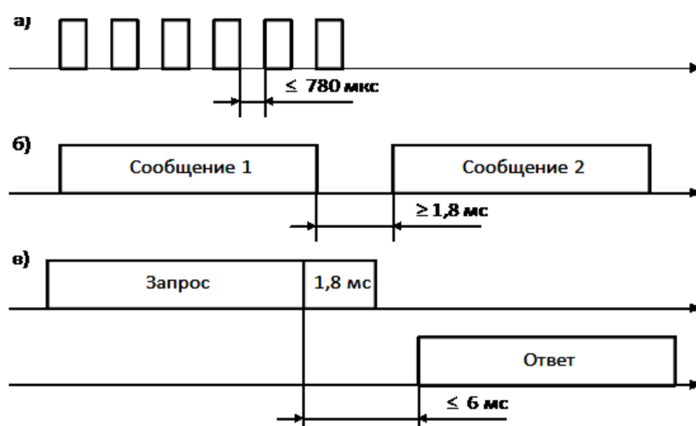 а)
≤ 780 мкс
б)
Сообщение 1
Сообщение 2
≥ 1,8 мс
в)
Запрос
1,8 мс
Ответ
≤ 6 мс